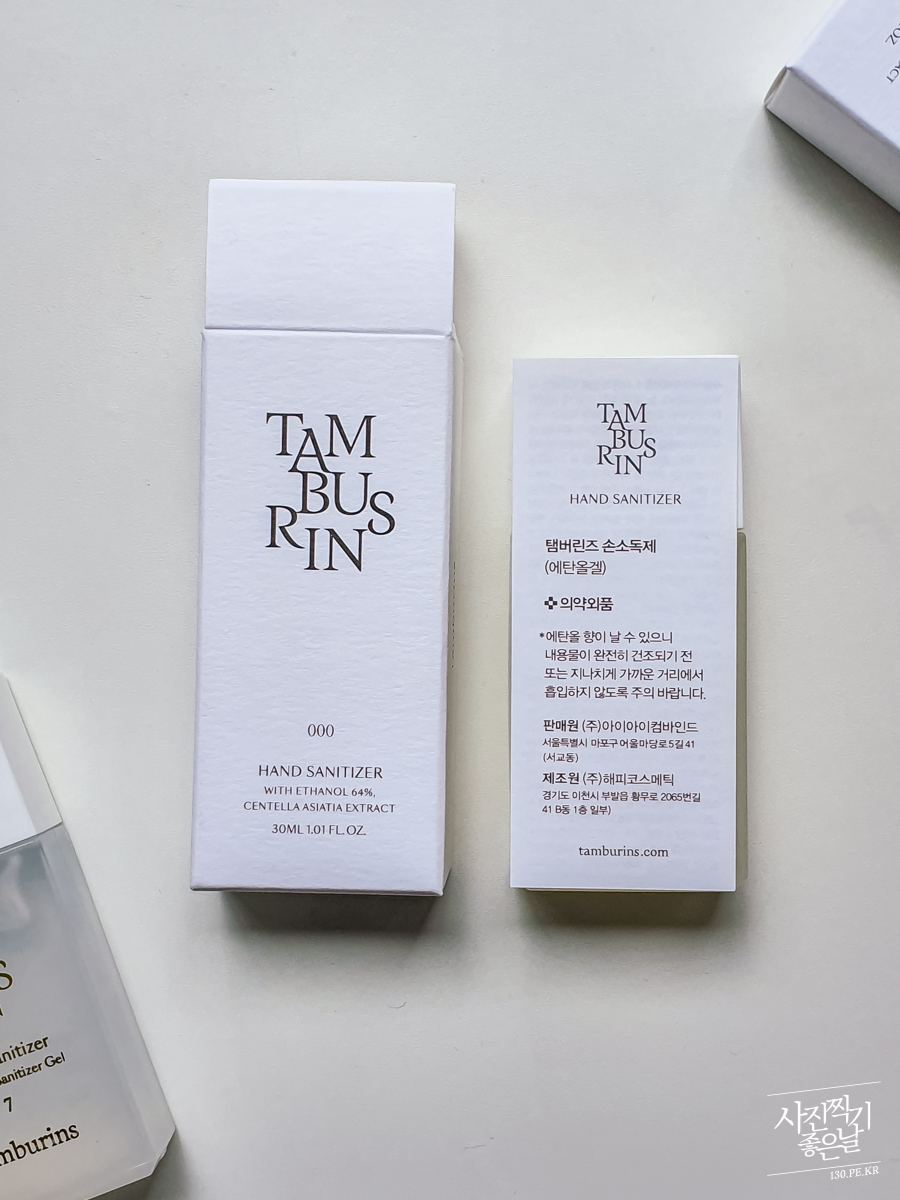 TAM
BUS
RIN
000
HAND SANITIZER
WITH ETHANOL 64%,
CENTELLA ASIATIA EXTRACT
30ML 1.01 FL. OZ.
TAM
BUS
RIN
HAND SANITIZER
탬버린즈 손소독제
(에탄올겔)
의약외품
*에탄올 향이 날 수 있으니
내용물이 완전히 건조되기 전
또는 지나치게 가까운 거리에서
흡입하지 않도록 주의 바랍니다.
판매원 (주)아이아이컴바인드
서울특별시 마포구 어울마당로5길 41
(서교동)
제조원 (주)해피코스메틱
경기도 이천시 부발읍 황무로 2065번길
41 B동 1층 일부)
tamburins.com
S
nitizer
Sanitizer Gel
7
mburins
사진찍기
좋은날
130.PE.KR